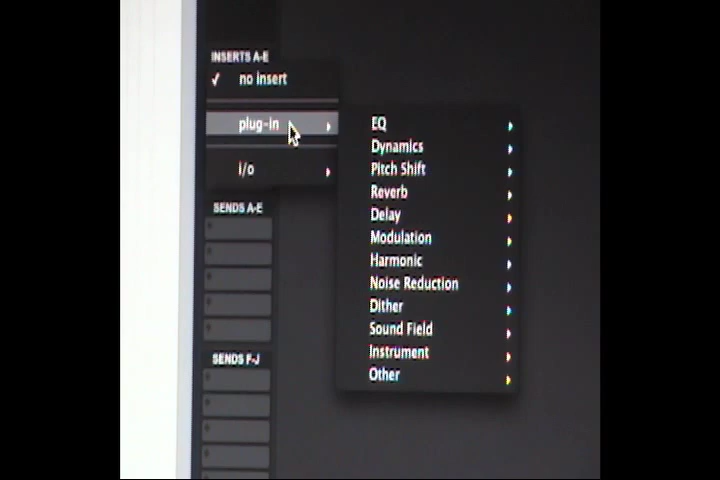 INSERTS A-E
✓ no insert
plug-in
i/o
SENDS A-E
SENDS F-J
EQ
Dynamics
Pitch Shift
Reverb
Delay
Modulation
Harmonic
Noise Reduction
Dither
Sound Field
Instrument
Other